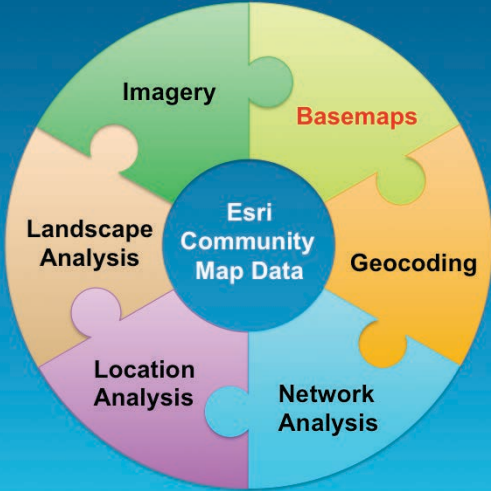 Imagery
Basemaps
Landscape
Analysis
Esri
Community
Map Data
Geocoding
Location
Analysis
Network
Analysis